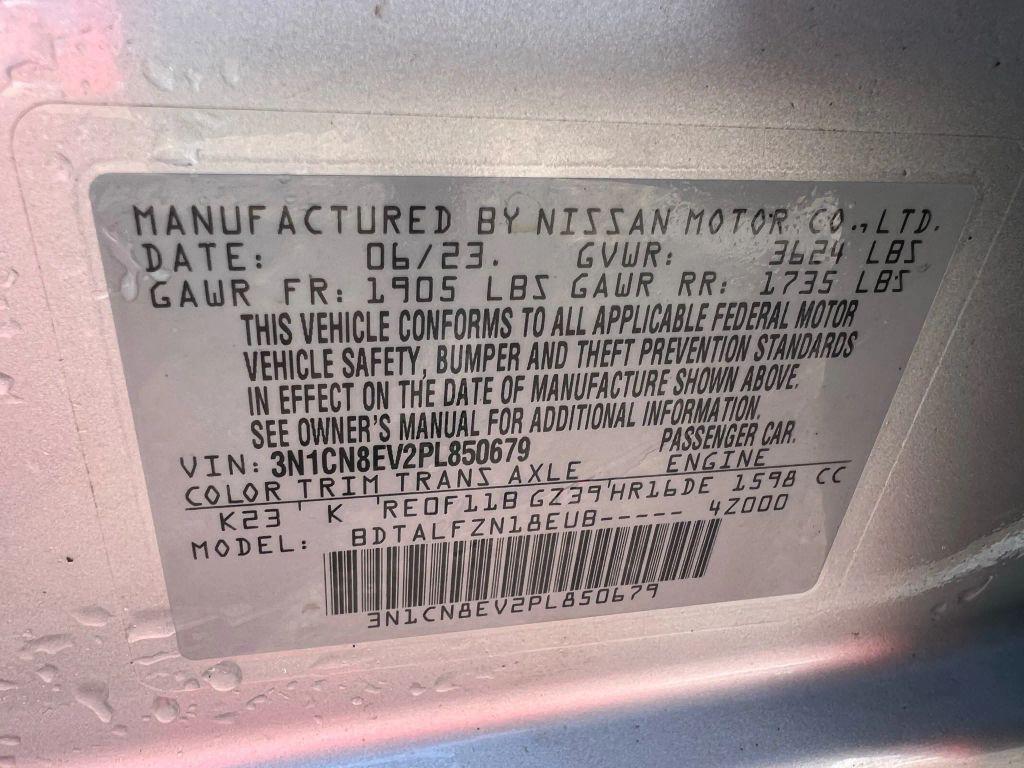 MANUFACTURED BY NISSAN MOTOR CO., LTD.
DATE: 06/23. GVWR: 3624 LBS
GAWR FR: 1905 LBS GAWR RR: 1735 LBS
THIS VEHICLE CONFORMS TO ALL APPLICABLE FEDERAL MOTOR
VEHICLE SAFETY, BUMPER AND THEFT PREVENTION STANDARDS
IN EFFECT ON THE DATE OF MANUFACTURE SHOWN ABOVE.
SEE OWNER'S MANUAL FOR ADDITIONAL INFORMATION.
VIN: 3N1CN8EV2PL850679 PASSENGER CAR.
COLOR TRIM TRANS AXLE ENGINE
K23 K RE0F11B GZ39 HR16DE 1598 CC
MODEL: BDTALFZN18EUB----- 4Z000
3N1CN8EV2PL850679